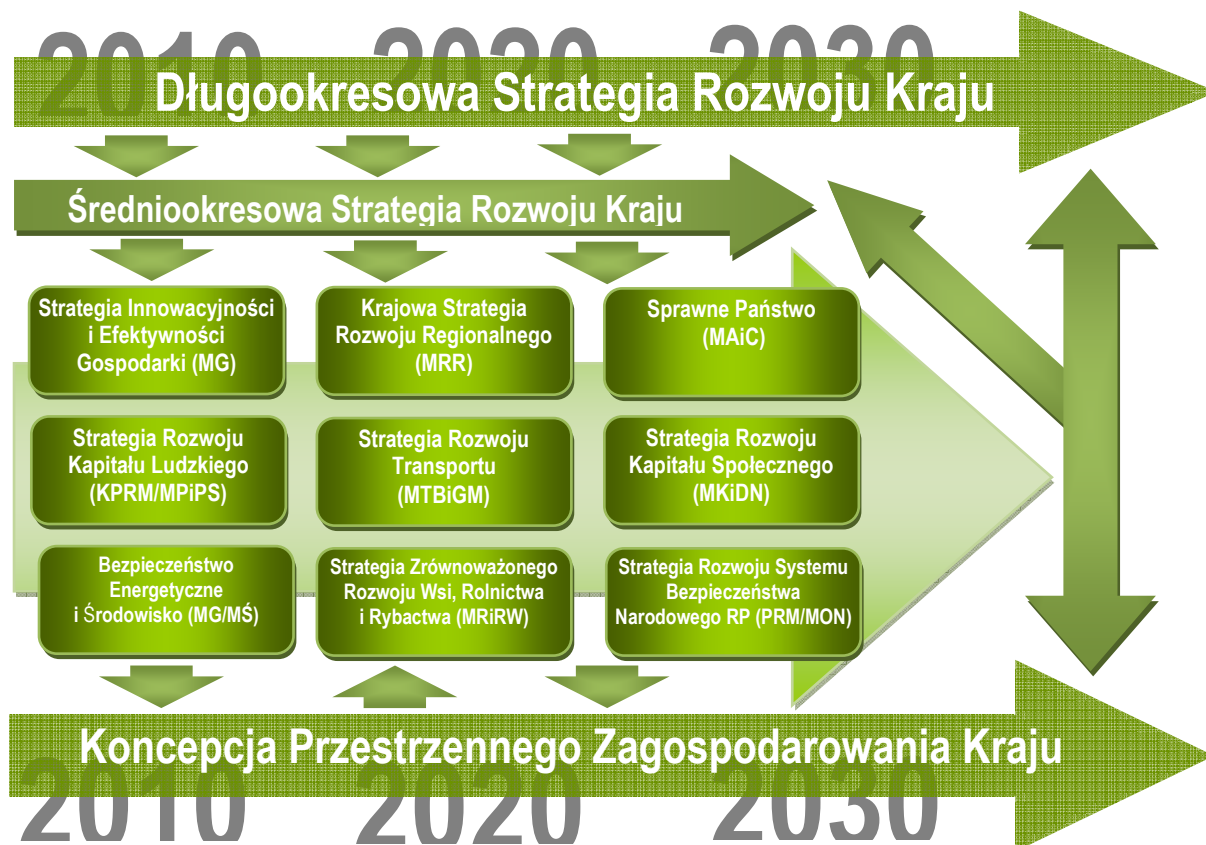 2010 2020 2030
Długookresowa Strategia Rozwoju Kraju
Średniookresowa Strategia Rozwoju Kraju
Strategia Innowacyjności
i Efektywności
Gospodarki (MG)
Krajowa Strategia
Rozwoju Regionalnego
(MRR)
Sprawne Państwo
(MAiC)
Strategia Rozwoju
Kapitału Ludzkiego
(KPRM/MPiPS)
Strategia Rozwoju
Transportu
(MTBiGM)
Strategia Rozwoju
Kapitału Społecznego
(MKiDN)
Bezpieczeństwo
Energetyczne
i Środowisko (MG/MŚ)
Strategia Zrównoważonego
Rozwoju Wsi, Rolnictwa
i Rybactwa (MRiRW)
Strategia Rozwoju Systemu
Bezpieczeństwa
Narodowego RP (PRM/MON)
Koncepcja Przestrzennego Zagospodarowania Kraju
2010 2020 2030